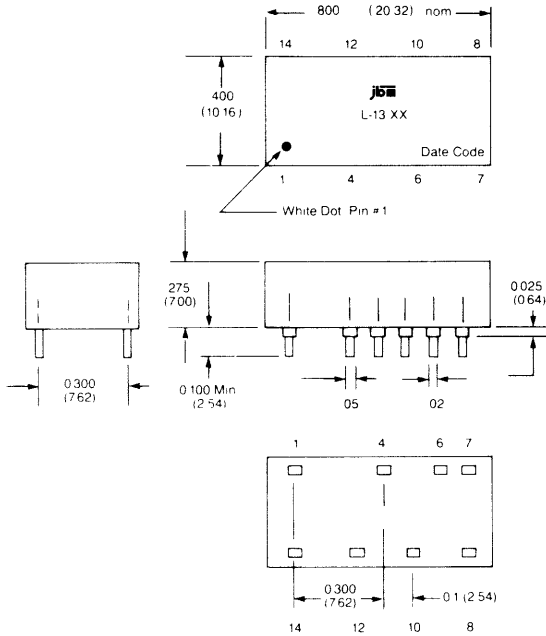 800 (20 32) nom
14 12 10 8
400
(10 16)
jbm
L-13 XX
Date Code
1 4 6 7
White Dot Pin #1
275
(7 00)
0 025
(0 64)
0 300
(7 62)
0 100 Min
(2 54)
05 02
1 4 6 7
0 300
(7 62)
0 1 (2 54)
14 12 10 8